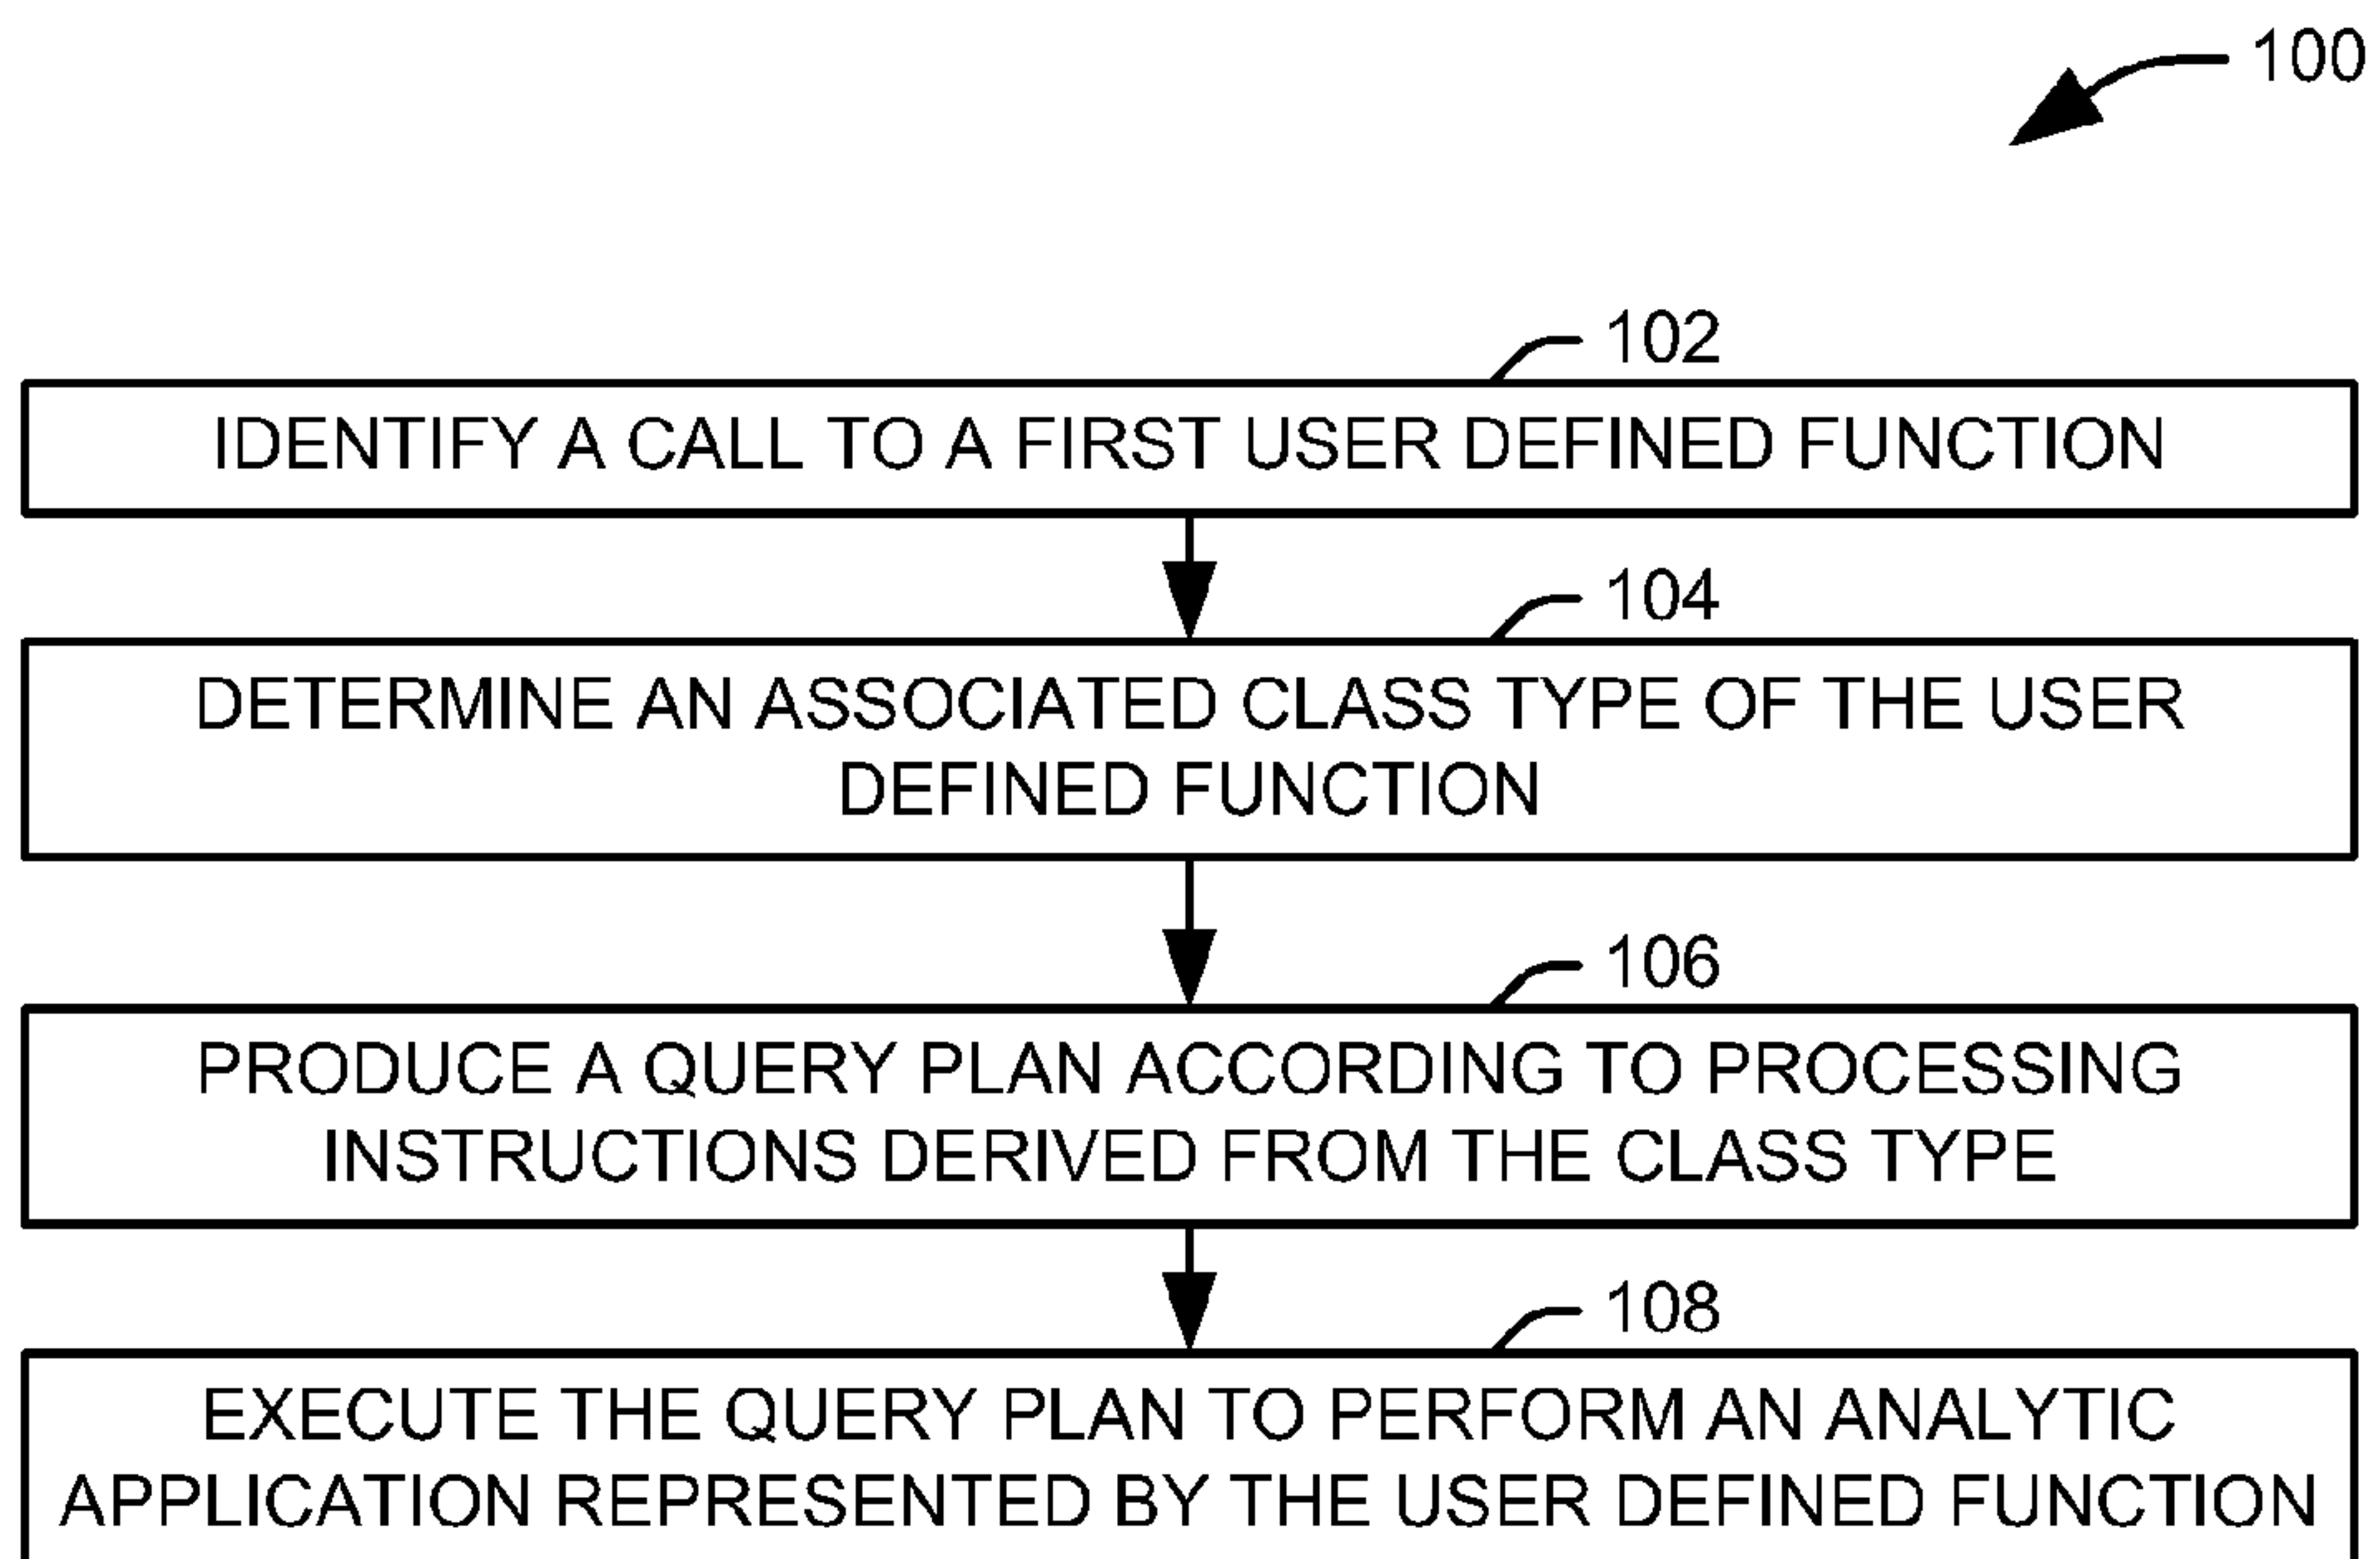 100
102
IDENTIFY A CALL TO A FIRST USER DEFINED FUNCTION
104
DETERMINE AN ASSOCIATED CLASS TYPE OF THE USER
DEFINED FUNCTION
106
PRODUCE A QUERY PLAN ACCORDING TO PROCESSING
INSTRUCTIONS DERIVED FROM THE CLASS TYPE
108
EXECUTE THE QUERY PLAN TO PERFORM AN ANALYTIC
APPLICATION REPRESENTED BY THE USER DEFINED FUNCTION